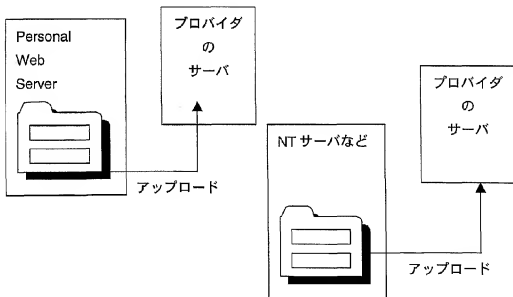 Personal
Web
Server
プロバイダ
の
サーバ
アップロード
NTサーバなど
プロバイダ
の
サーバ
アップロード